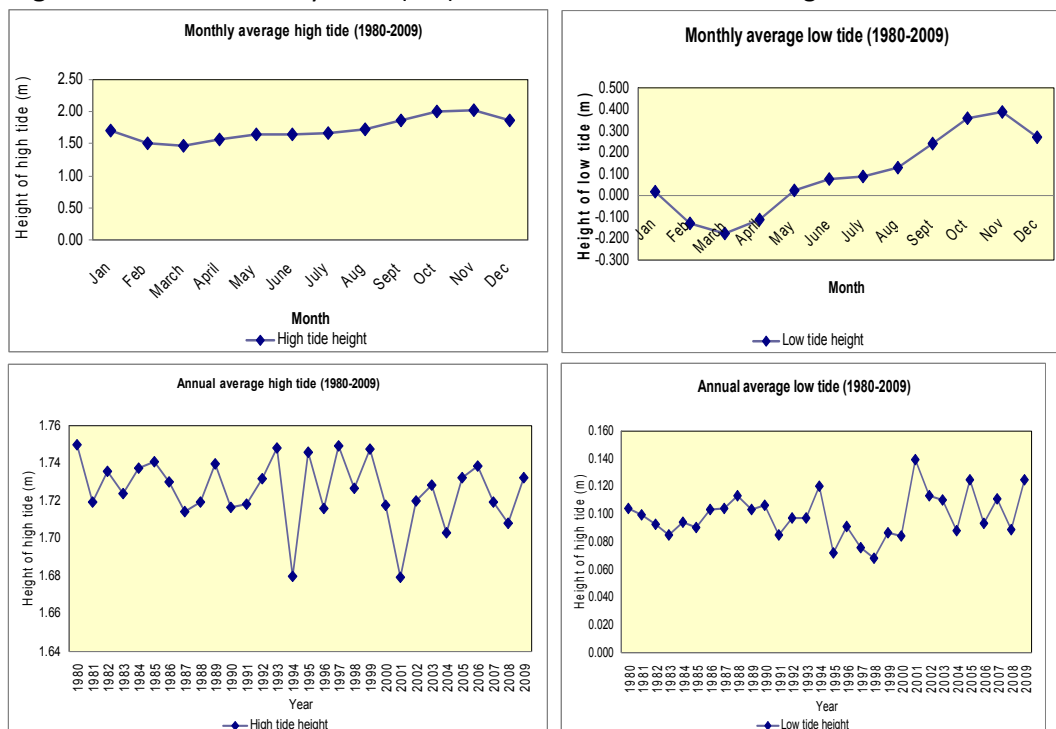 Monthly average high tide (1980-2009)
Height of high tide (m)
2.50
2.00
1.50
1.00
0.50
0.00
Jan Feb March April May June July Aug Sept Oct Nov Dec
Month
High tide height
Monthly average low tide (1980-2009)
Height of low tide (m)
0.500
0.400
0.300
0.200
0.100
0.000
-0.100
-0.200
-0.300
Jan Feb March April May June July Aug Sept Oct Nov Dec
Month
Low tide height
Annual average high tide (1980-2009)
Height of high tide (m)
1.76
1.74
1.72
1.70
1.68
1.66
1.64
1980 1981 1982 1983 1984 1985 1986 1987 1988 1989 1990 1991 1992 1993 1994 1995 1996 1997 1998 1999 2000 2001 2002 2003 2004 2005 2006 2007 2008 2009
Year
High tide height
Annual average low tide (1980-2009)
Height of high tide (m)
0.160
0.140
0.120
0.100
0.080
0.060
0.040
0.020
0.000
1980 1981 1982 1983 1984 1985 1986 1987 1988 1989 1990 1991 1992 1993 1994 1995 1996 1997 1998 1999 2000 2001 2002 2003 2004 2005 2006 2007 2008 2009
Year
Low tide height